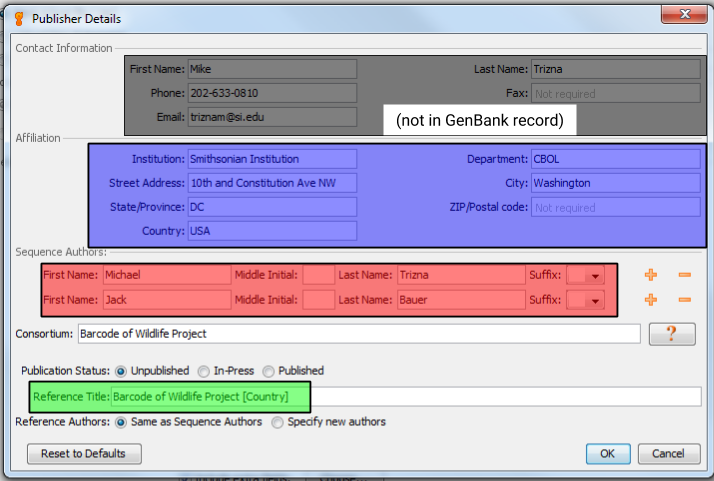 Publisher Details
Contact Information
First Name: Mike Last Name: Trizna
Phone: 202-633-0810 Fax: Not required
Email: triznam@si.edu
(not in GenBank record)
Affiliation
Institution: Smithsonian Institution Department: CBOL
Street Address: 10th and Constitution Ave NW City: Washington
State/Province: DC ZIP/Postal code: Not required
Country: USA
Sequence Authors:
First Name: Michael Middle Initial: Last Name: Trizna Suffix:
First Name: Jack Middle Initial: Last Name: Bauer Suffix:
Consortium: Barcode of Wildlife Project ?
Publication Status: Unpublished In-Press Published
Reference Title: Barcode of Wildlife Project [Country]
Reference Authors: Same as Sequence Authors Specify new authors
Reset to Defaults OK Cancel